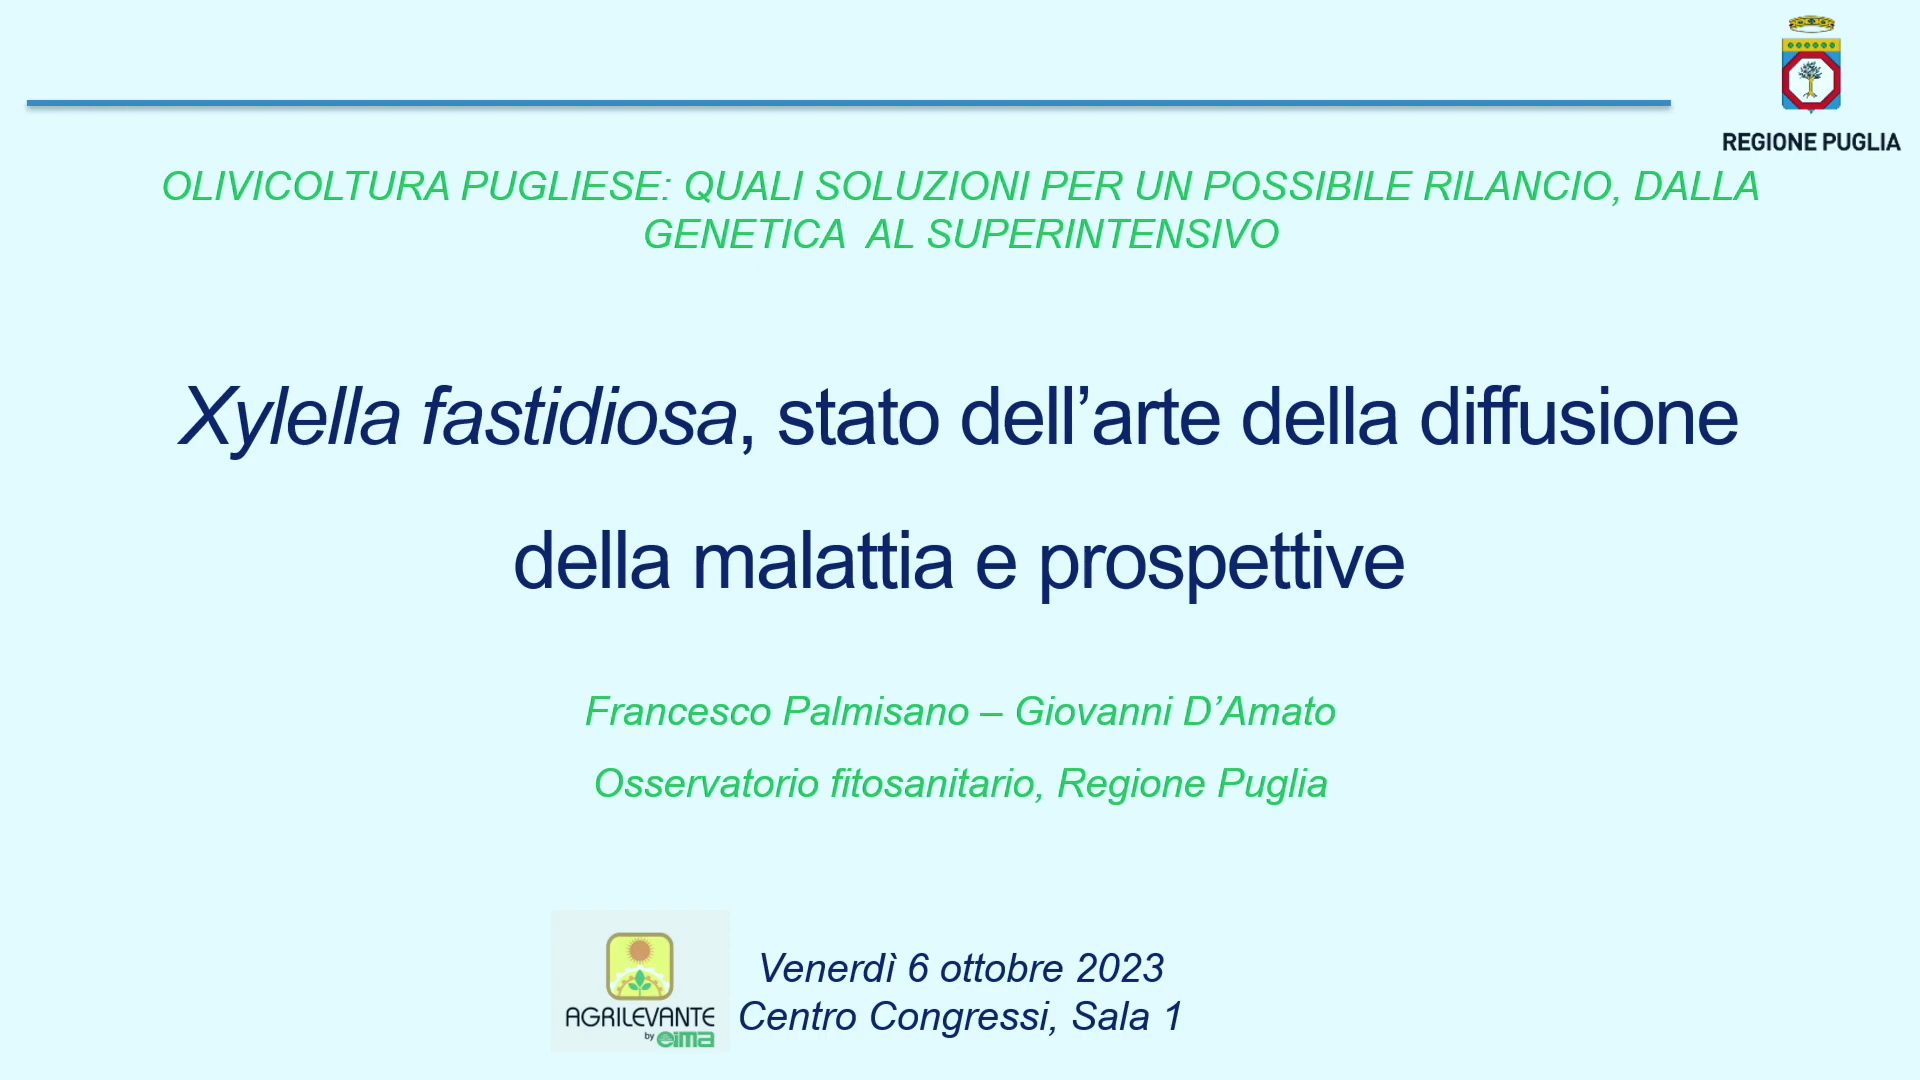 REGIONE PUGLIA
OLIVICOLTURA PUGLIESE: QUALI SOLUZIONI PER UN POSSIBILE RILANCIO, DALLA
GENETICA AL SUPERINTENSIVO
Xylella fastidiosa, stato dell’arte della diffusione
della malattia e prospettive
Francesco Palmisano – Giovanni D’Amato
Osservatorio fitosanitario, Regione Puglia
AGRILEVANTE
by eima
Venerdì 6 ottobre 2023
Centro Congressi, Sala 1